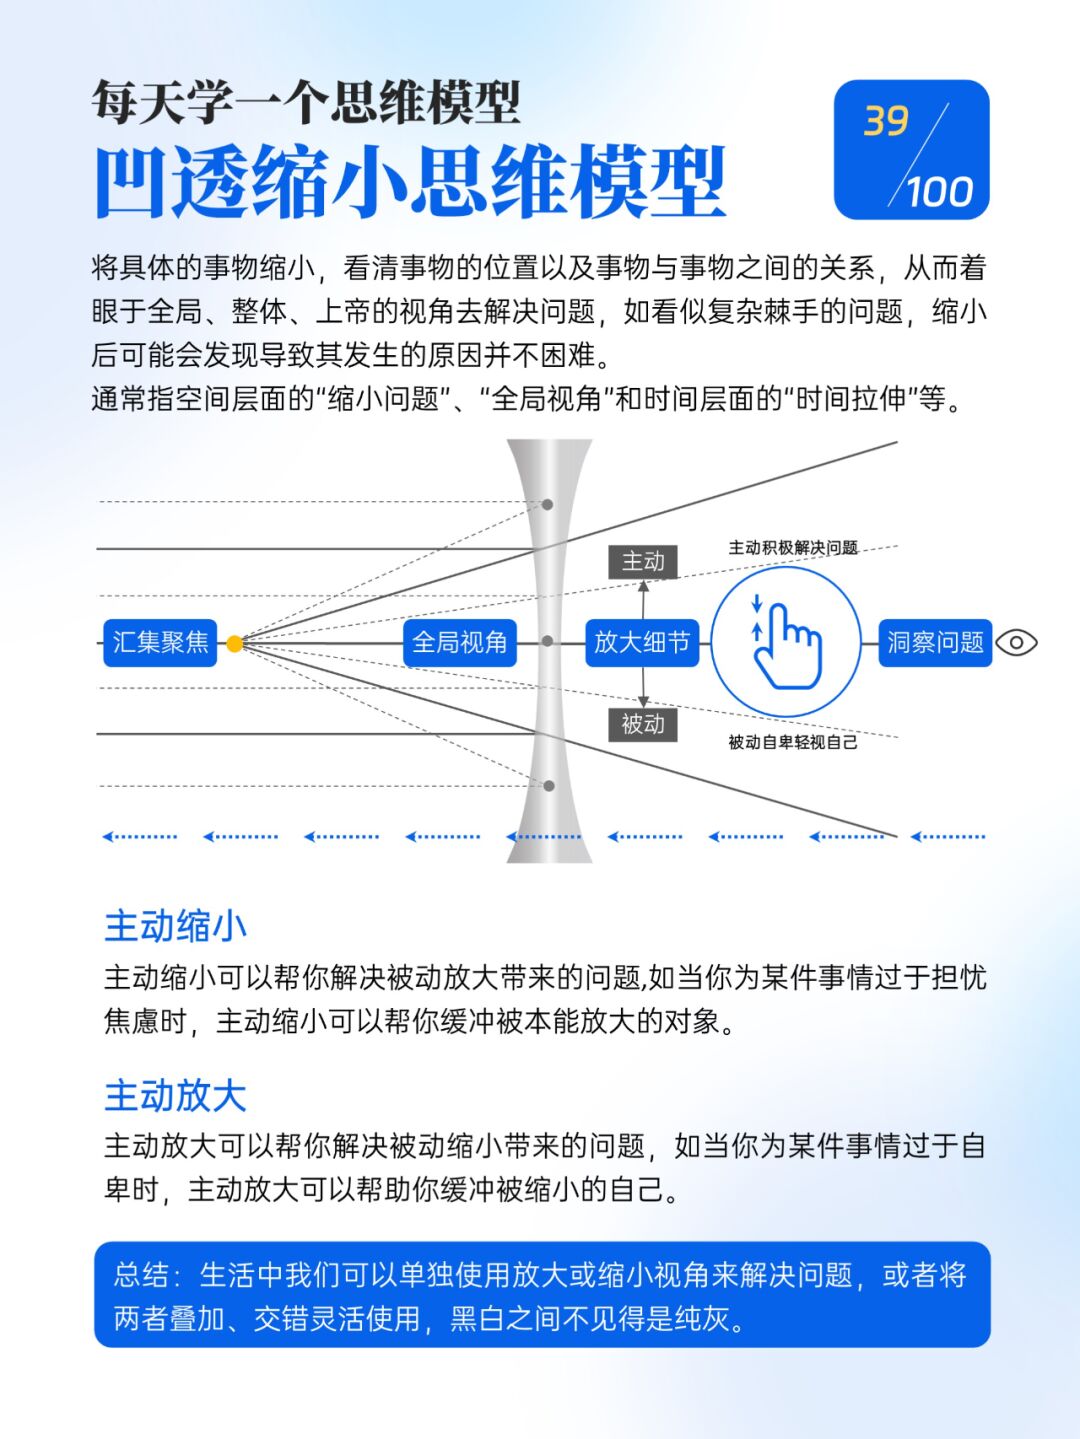 每天学一个思维模型
凹透缩小思维模型
39
100
将具体的事物缩小，看清事物的位置以及事物与事物之间的关系，从而着
眼于全局、整体、上帝的视角去解决问题，如看似复杂棘手的问题，缩小
后可能会发现导致其发生的原因并不困难。
通常指空间层面的“缩小问题”、“全局视角”和时间层面的“时间拉伸”等。
主动
主动积极解决问题
汇集聚焦
全局视角
放大细节
洞察问题
被动
被动自卑轻视自己
主动缩小
主动缩小可以帮你解决被动放大带来的问题,如当你为某件事情过于担忧
焦慮时，主动缩小可以帮你缓冲被本能放大的对象。
主动放大
主动放大可以帮你解决被动缩小带来的问题，如当你为某件事情过于自
卑时，主动放大可以帮助你缓冲被缩小的自己。
总结：生活中我们可以单独使用放大或缩小视角来解决问题，或者将
两者叠加、交错灵活使用，黑白之间不见得是纯灰。